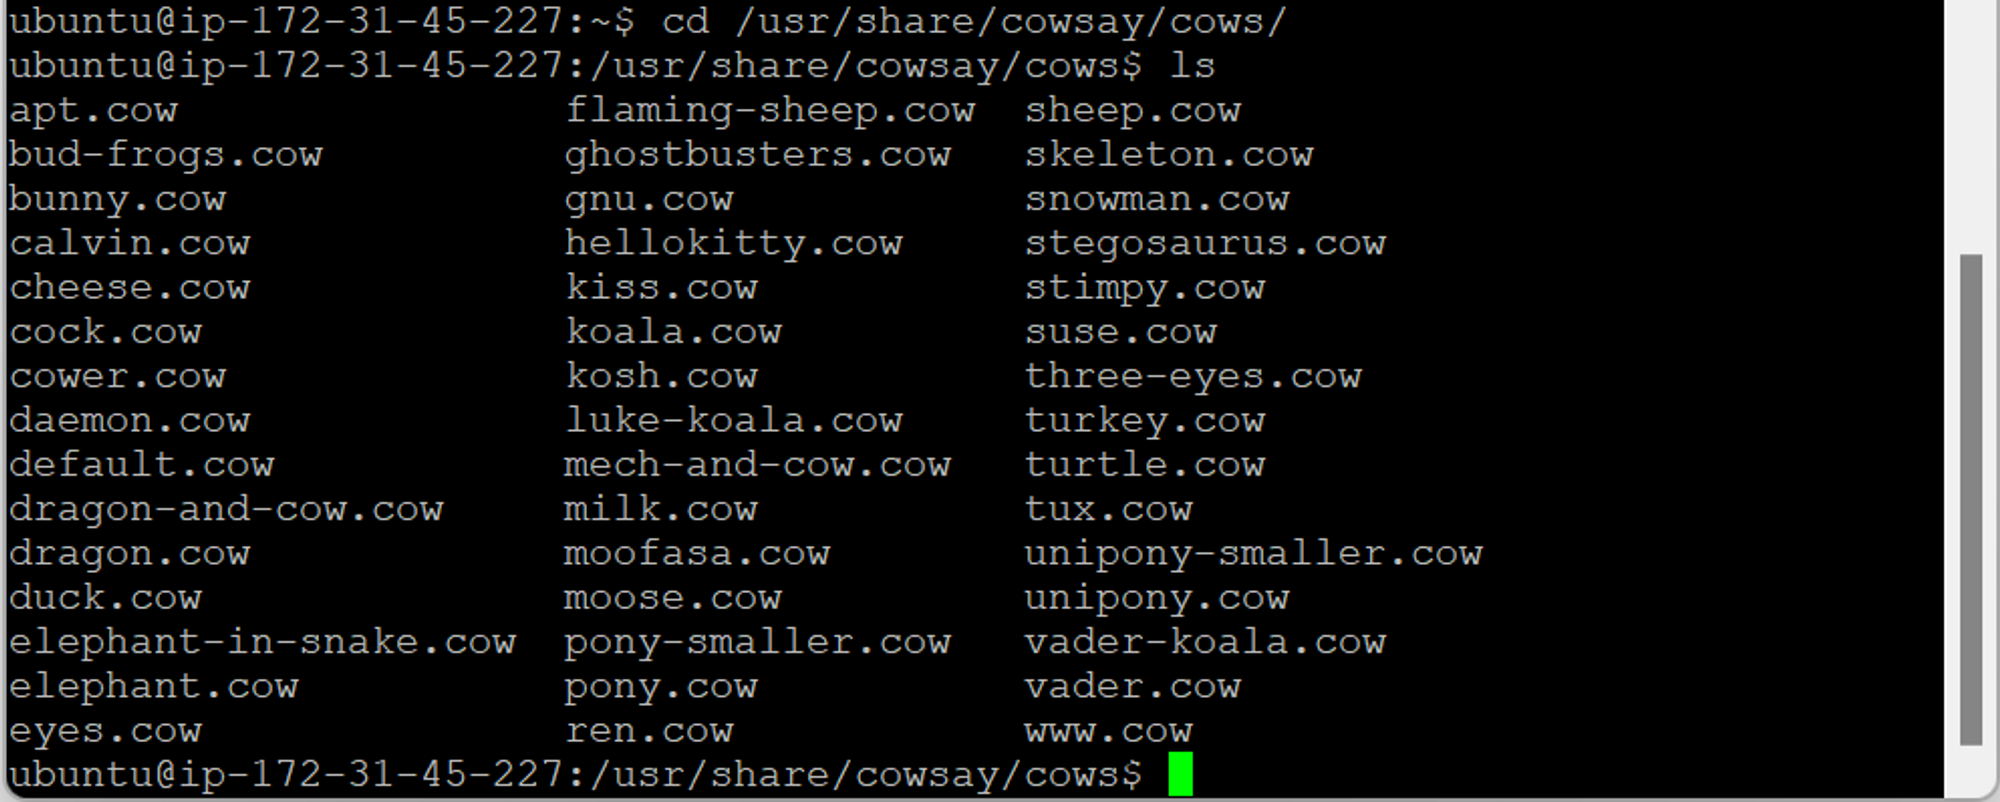 ubuntu@ip-172-31-45-227:~$ cd /usr/share/cowsay/cows/
ubuntu@ip-172-31-45-227:/usr/share/cowsay/cows$ ls
apt.cow                flaming-sheep.cow  sheep.cow
bud-frogs.cow          ghostbusters.cow   skeleton.cow
bunny.cow              gnu.cow            snowman.cow
calvin.cow             hellokitty.cow     stegosaurus.cow
cheese.cow             kiss.cow           stimpy.cow
cock.cow               koala.cow          suse.cow
cower.cow              kosh.cow           three-eyes.cow
daemon.cow             luke-koala.cow     turkey.cow
default.cow            mech-and-cow.cow   turtle.cow
dragon-and-cow.cow     milk.cow           tux.cow
dragon.cow             moofasa.cow        unipony-smaller.cow
duck.cow               moose.cow          unipony.cow
elephant-in-snake.cow  pony-smaller.cow   vader-koala.cow
elephant.cow           pony.cow           vader.cow
eyes.cow               ren.cow            www.cow
ubuntu@ip-172-31-45-227:/usr/share/cowsay/cows$